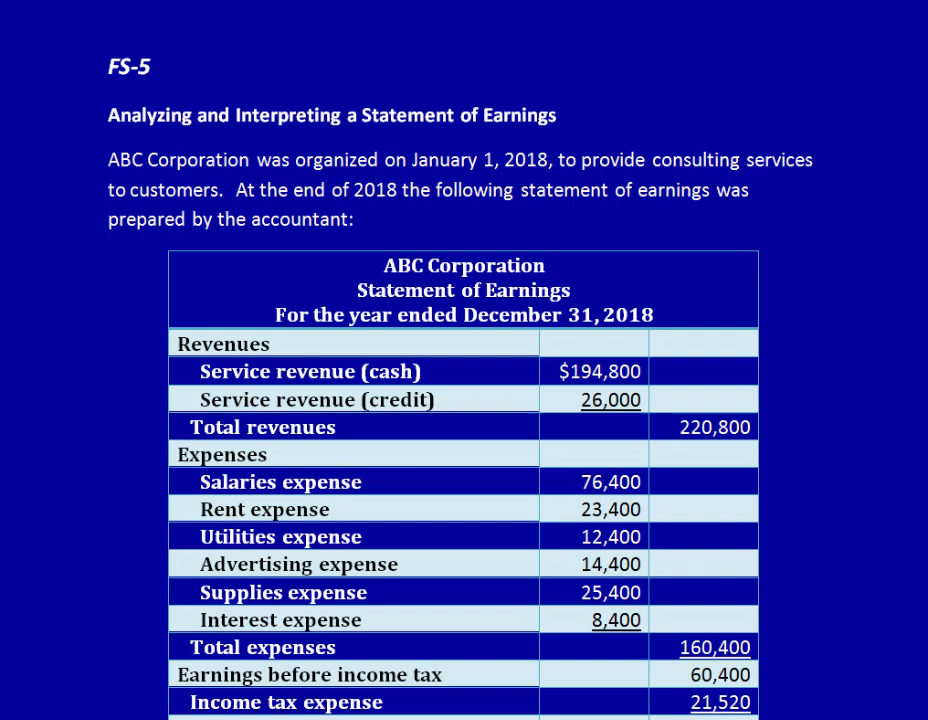 FS-5
Analyzing and Interpreting a Statement of Earnings
ABC Corporation was organized on January 1, 2018, to provide consulting services
to customers. At the end of 2018 the following statement of earnings was
prepared by the accountant:
ABC Corporation
Statement of Earnings
For the year ended December 31, 2018
Revenues
Service revenue (cash) $194,800
Service revenue (credit) 26,000
Total revenues 220,800
Expenses
Salaries expense 76,400
Rent expense 23,400
Utilities expense 12,400
Advertising expense 14,400
Supplies expense 25,400
Interest expense 8,400
Total expenses 160,400
Earnings before income tax 60,400
Income tax expense 21,520